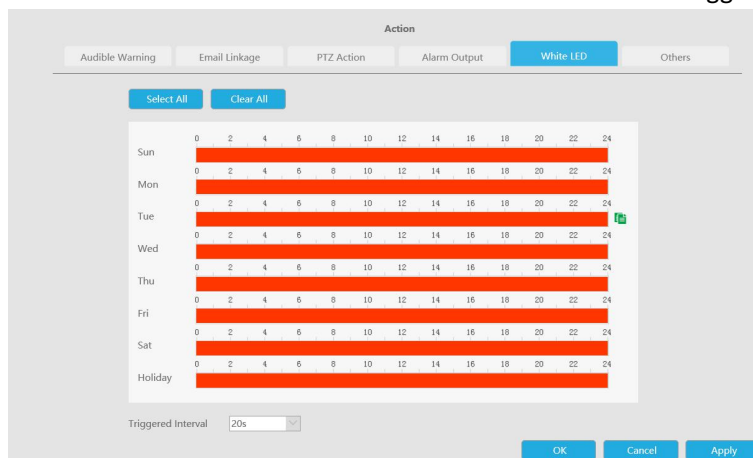 Action
Audible Warning Email Linkage PTZ Action Alarm Output White LED Others
Select All Clear All
0 2 4 6 8 10 12 14 16 18 20 22 24
Sun
0 2 4 6 8 10 12 14 16 18 20 22 24
Mon
0 2 4 6 8 10 12 14 16 18 20 22 24
Tue
0 2 4 6 8 10 12 14 16 18 20 22 24
Wed
0 2 4 6 8 10 12 14 16 18 20 22 24
Thu
0 2 4 6 8 10 12 14 16 18 20 22 24
Fri
0 2 4 6 8 10 12 14 16 18 20 22 24
Sat
0 2 4 6 8 10 12 14 16 18 20 22 24
Holiday
Triggered Interval 20s
OK Cancel Apply